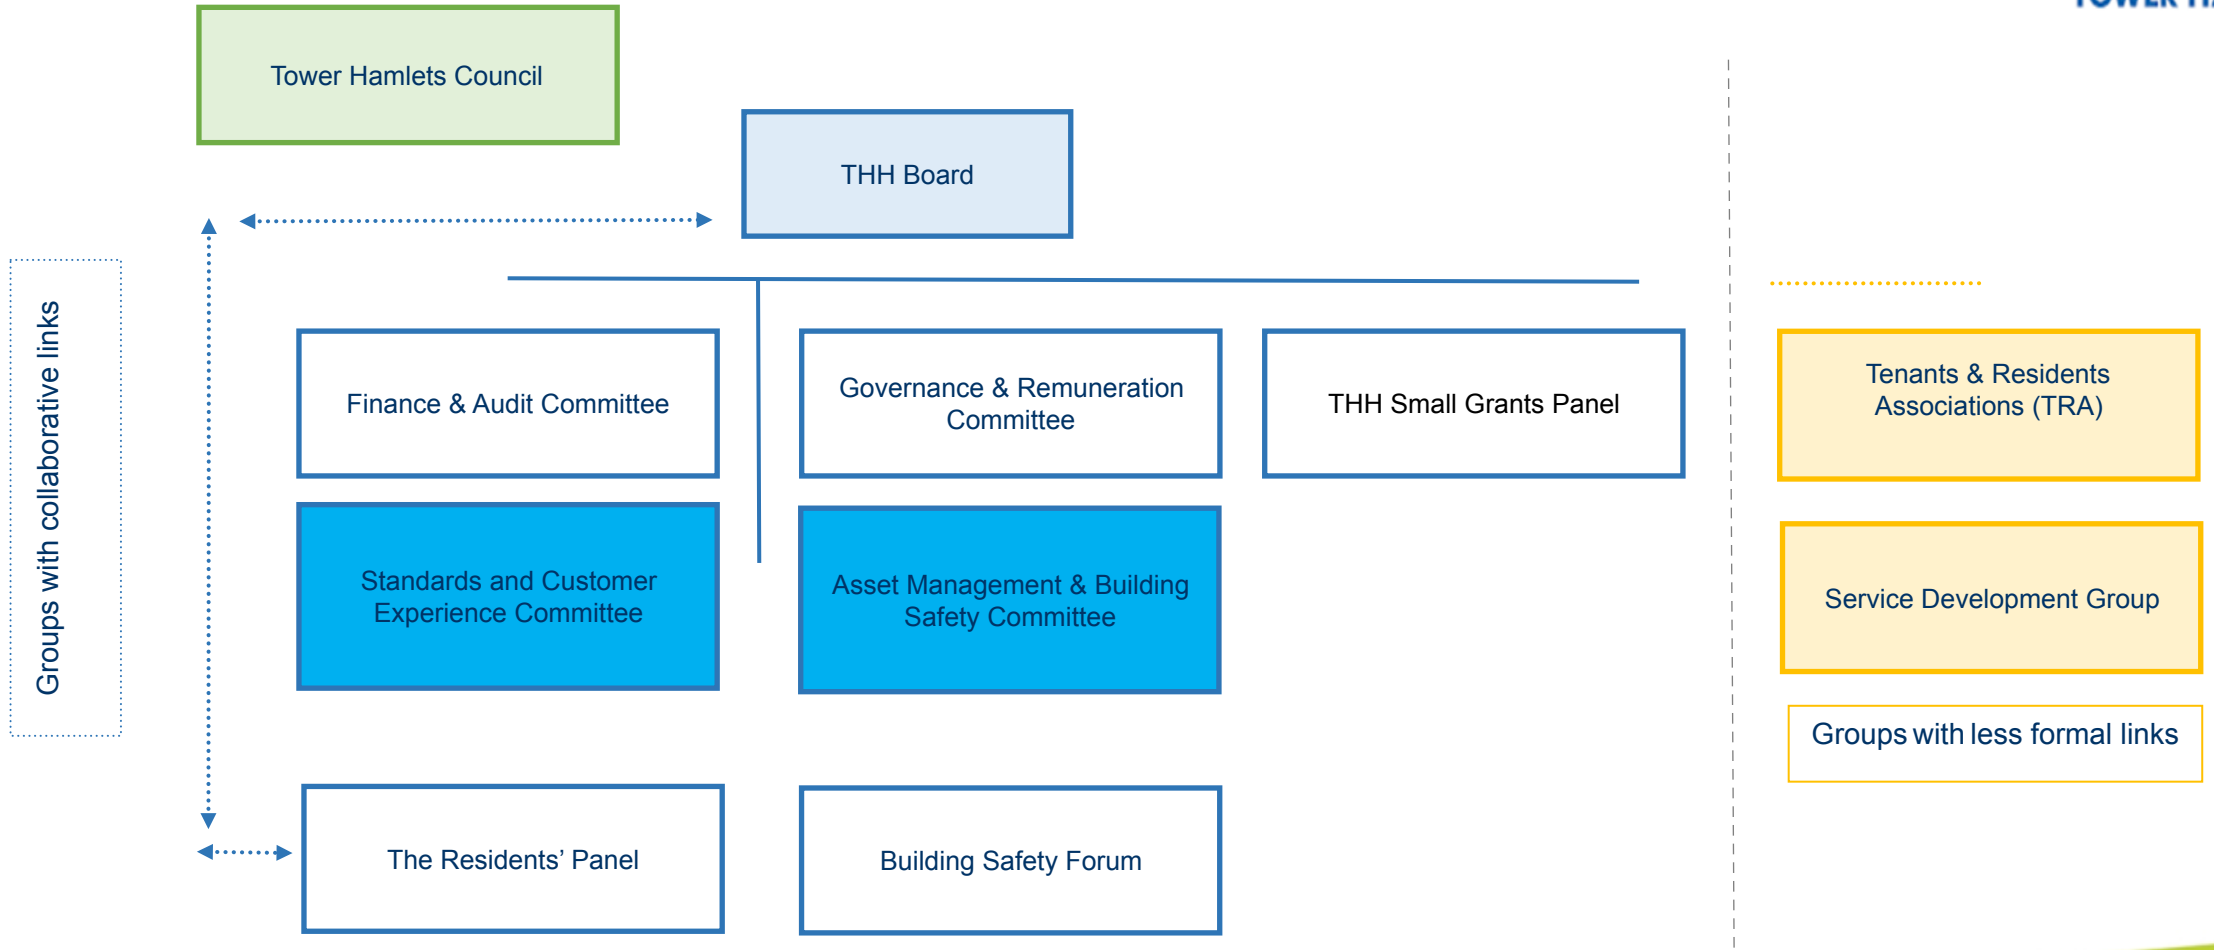 TOWER
Tower Hamlets Council
THH Board
Groups with collaborative links
Finance & Audit Committee
Governance & Remuneration
Committee
THH Small Grants Panel
Tenants & Residents
Associations (TRA)
Standards and Customer
Experience Committee
Asset Management & Building
Safety Committee
Service Development Group
Groups with less formal links
The Residents’ Panel
Building Safety Forum